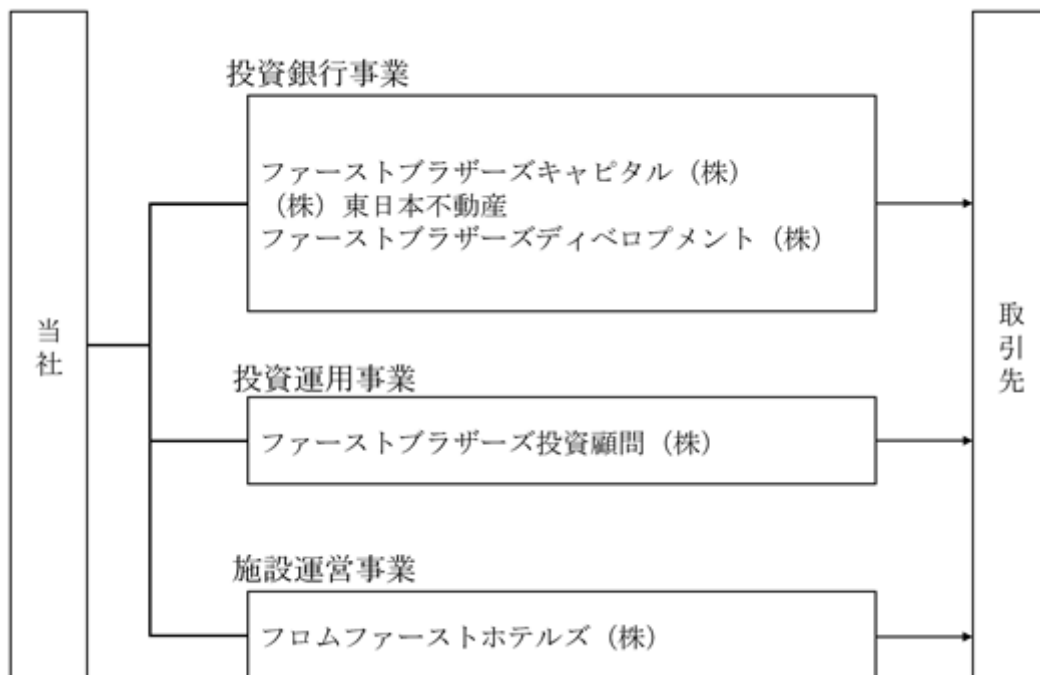 当社
投資銀行事業
ファーストブラザーズキャピタル（株）
（株）東日本不動産
ファーストブラザーズディベロプメント（株）
投資運用事業
ファーストブラザーズ投資顧問（株）
施設運営事業
フロムファーストホテルズ（株）
取引先